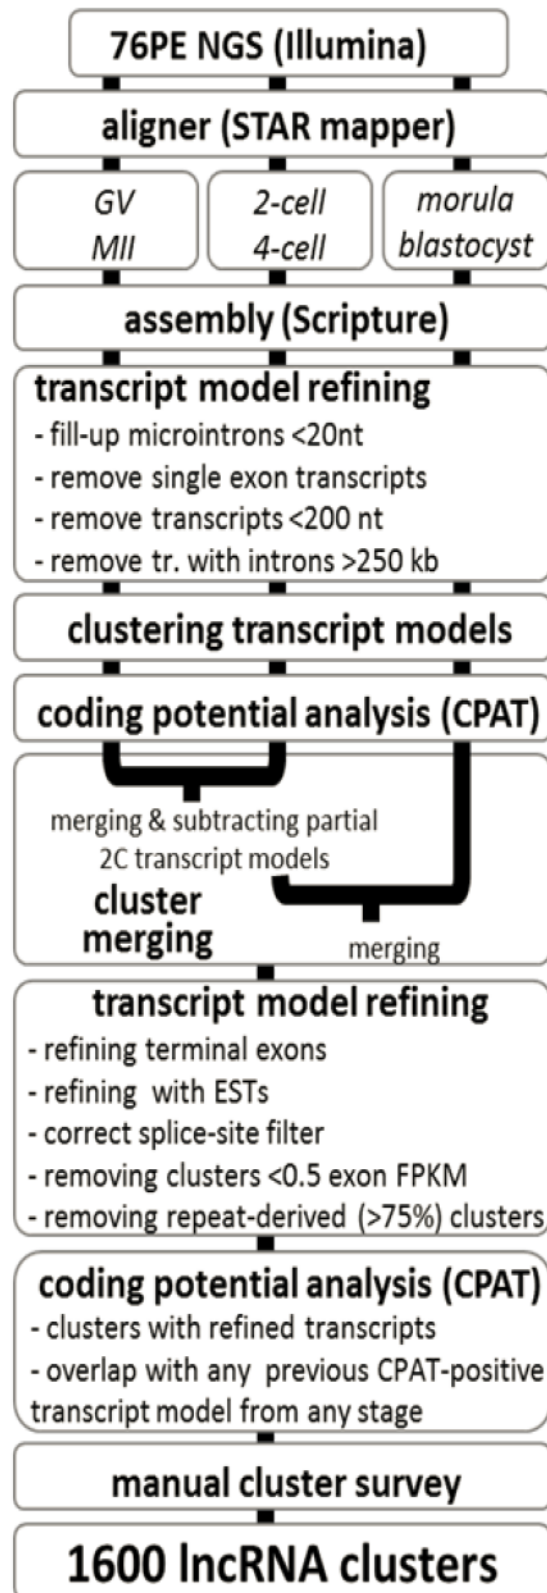 76PE NGS (Illumina)
aligner (STAR mapper)
GV
MII
2-cell
4-cell
morula
blastocyst
assembly (Scripture)
transcript model refining
- fill-up microintrons <20nt
- remove single exon transcripts
- remove transcripts <200 nt
- remove tr. with introns >250 kb
clustering transcript models
coding potential analysis (CPAT)
merging & subtracting partial
2C transcript models
cluster
merging
merging
transcript model refining
- refining terminal exons
- refining with ESTs
- correct splice-site filter
- removing clusters <0.5 exon FPKM
- removing repeat-derived (>75%) clusters
coding potential analysis (CPAT)
- clusters with refined transcripts
- overlap with any previous CPAT-positive
transcript model from any stage
manual cluster survey
1600 lncRNA clusters